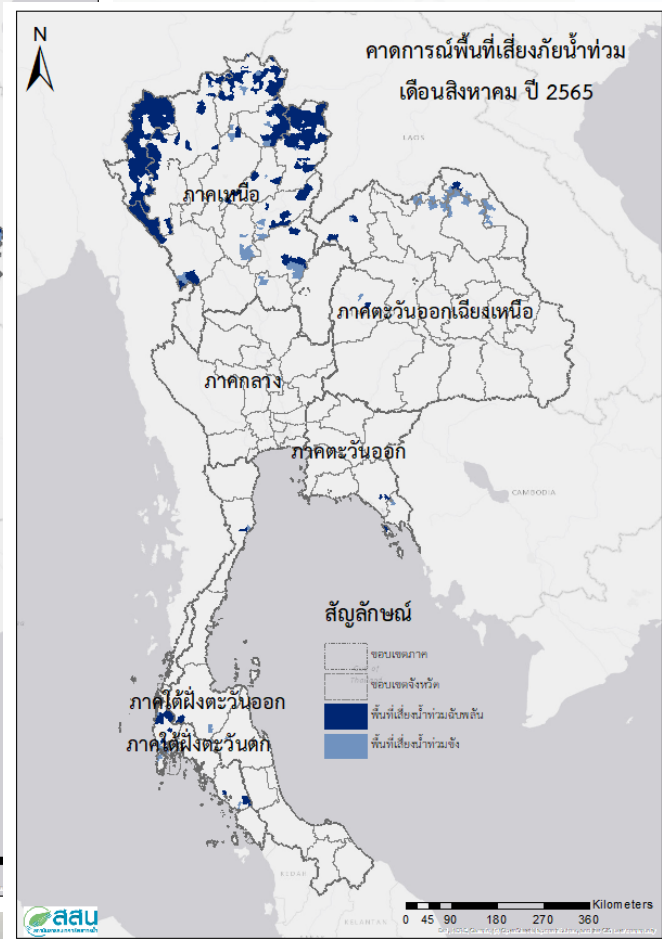 N
คาดการณ์พื้นที่เสี่ยงภัยน้ำท่วม
เดือนสิงหาคม ปี 2565
LAOS
ภาคเหนือ
ภาคตะวันออกเฉียงเหนือ
ภาคกลาง
ภาคตะวันออก
CAMBODIA
สัญลักษณ์
ขอบเขตภาค
ขอบเขตจังหวัด
พื้นที่เสี่ยงน้ำท่วมฉับพลัน
พื้นที่เสี่ยงน้ำท่วมขัง
ภาคใต้ฝั่งตะวันออก
ภาคใต้ฝั่งตะวันตก
KEDAH
KELANTAN
Kilometers
0 45 90 180 270 360
สสน